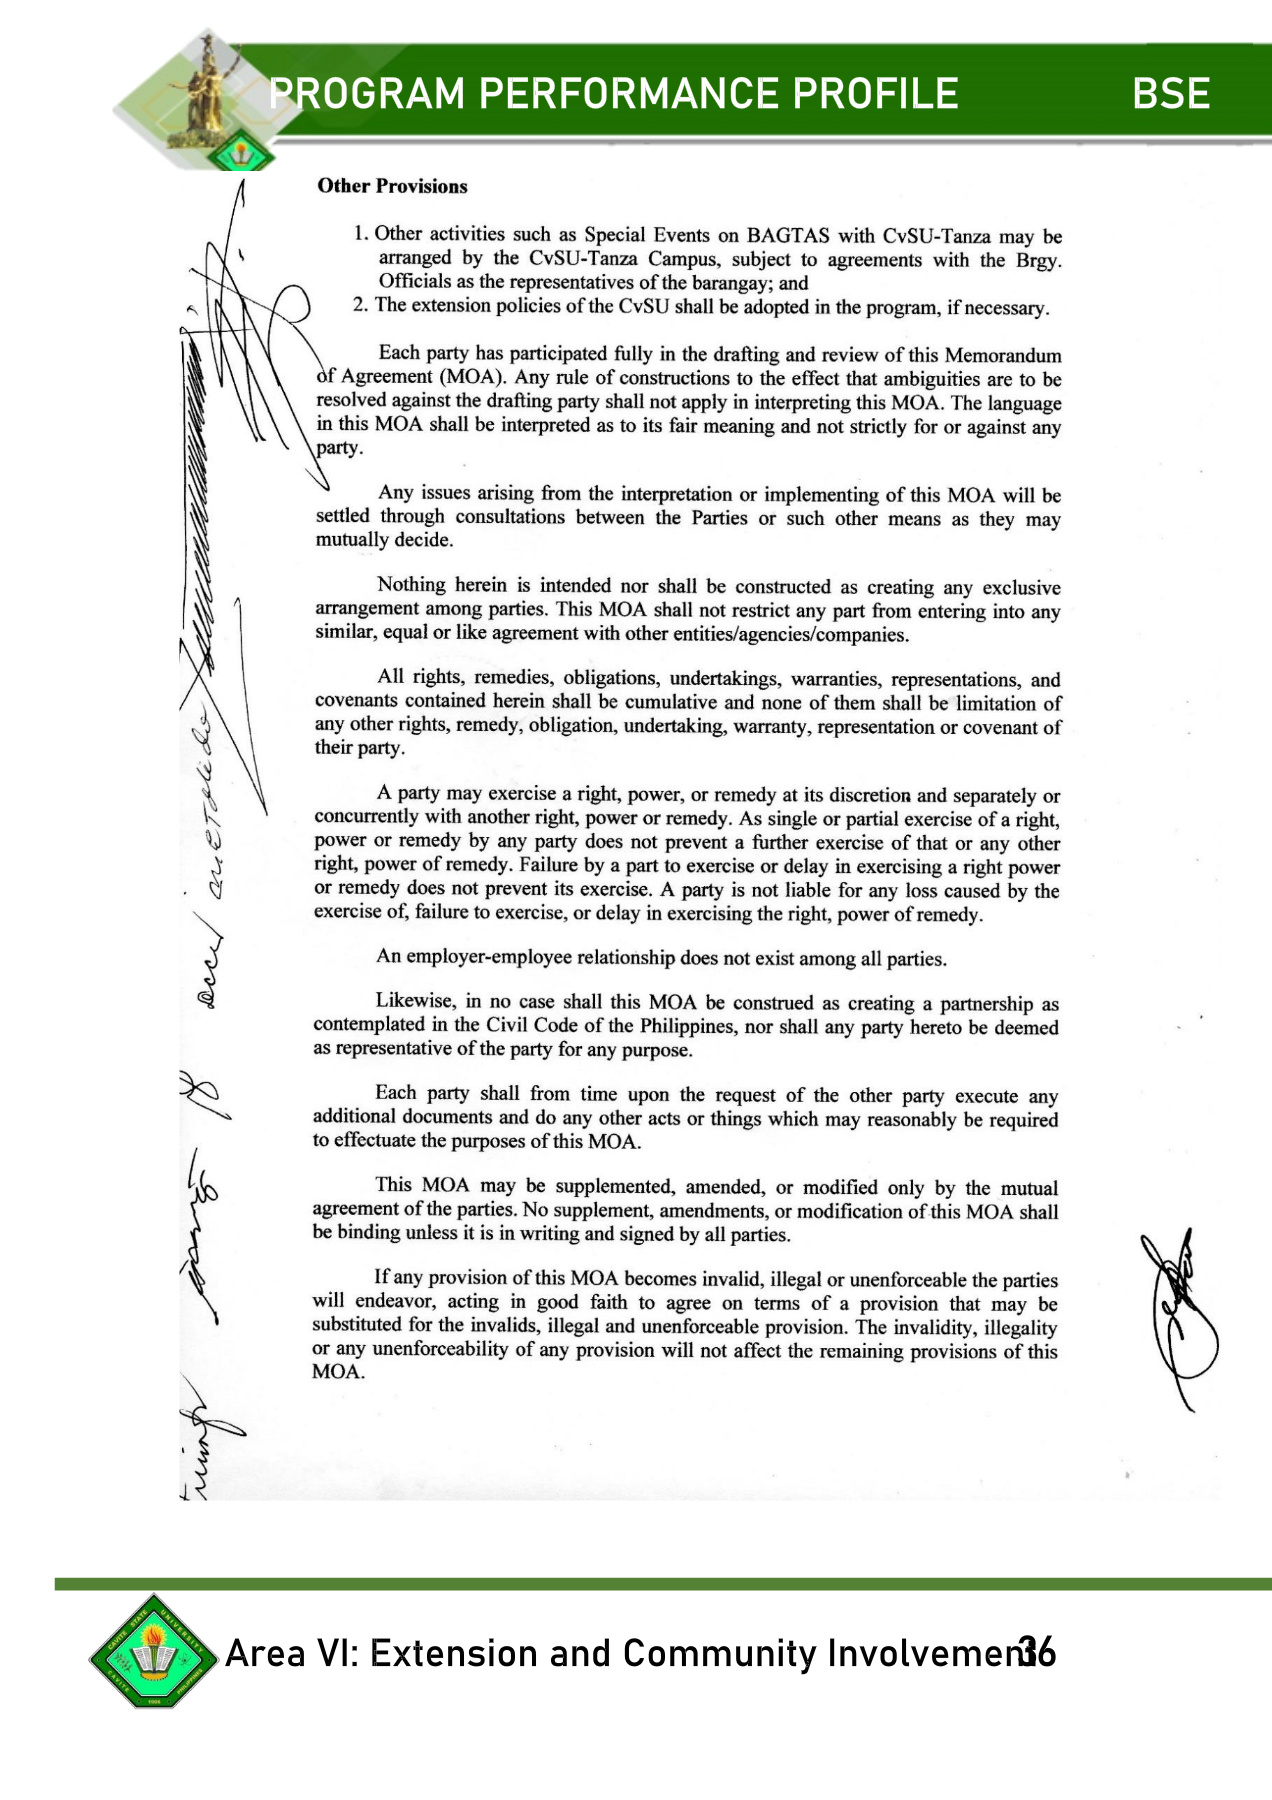 PROGRAM PERFORMANCE PROFILE BSE
Other Provisions
1. Other activities such as Special Events on BAGTAS with CvSU-Tanza may be
arranged by the CvSU-Tanza Campus, subject to agreements with the Brgy.
Officials as the representatives of the barangay; and
2. The extension policies of the CvSU shall be adopted in the program, if necessary.
Each party has participated fully in the drafting and review of this Memorandum
of Agreement (MOA). Any rule of constructions to the effect that ambiguities are to be
resolved against the drafting party shall not apply in interpreting this MOA. The language
in this MOA shall be interpreted as to its fair meaning and not strictly for or against any
party.
Any issues arising from the interpretation or implementing of this MOA will be
settled through consultations between the Parties or such other means as they may
mutually decide.
Nothing herein is intended nor shall be constructed as creating any exclusive
arrangement among parties. This MOA shall not restrict any part from entering into any
similar, equal or like agreement with other entities/agencies/companies.
All rights, remedies, obligations, undertakings, warranties, representations, and
covenants contained herein shall be cumulative and none of them shall be limitation of
any other rights, remedy, obligation, undertaking, warranty, representation or covenant of
their party.
A party may exercise a right, power, or remedy at its discretion and separately or
concurrently with another right, power or remedy. As single or partial exercise of a right,
power or remedy by any party does not prevent a further exercise of that or any other
right, power of remedy. Failure by a part to exercise or delay in exercising a right power
or remedy does not prevent its exercise. A party is not liable for any loss caused by the
exercise of, failure to exercise, or delay in exercising the right, power of remedy.
An employer-employee relationship does not exist among all parties.
Likewise, in no case shall this MOA be construed as creating a partnership as
contemplated in the Civil Code of the Philippines, nor shall any party hereto be deemed
as representative of the party for any purpose.
Each party shall from time upon the request of the other party execute any
additional documents and do any other acts or things which may reasonably be required
to effectuate the purposes of this MOA.
This MOA may be supplemented, amended, or modified only by the mutual
agreement of the parties. No supplement, amendments, or modification of this MOA shall
be binding unless it is in writing and signed by all parties.
If any provision of this MOA becomes invalid, illegal or unenforceable the parties
will endeavor, acting in good faith to agree on terms of a provision that may be
substituted for the invalids, illegal and unenforceable provision. The invalidity, illegality
or any unenforceability of any provision will not affect the remaining provisions of this
MOA.
CAVITE STATE UNIVERSITY
CAVITE
PHILIPPINES
1906
Area VI: Extension and Community Involvement
36